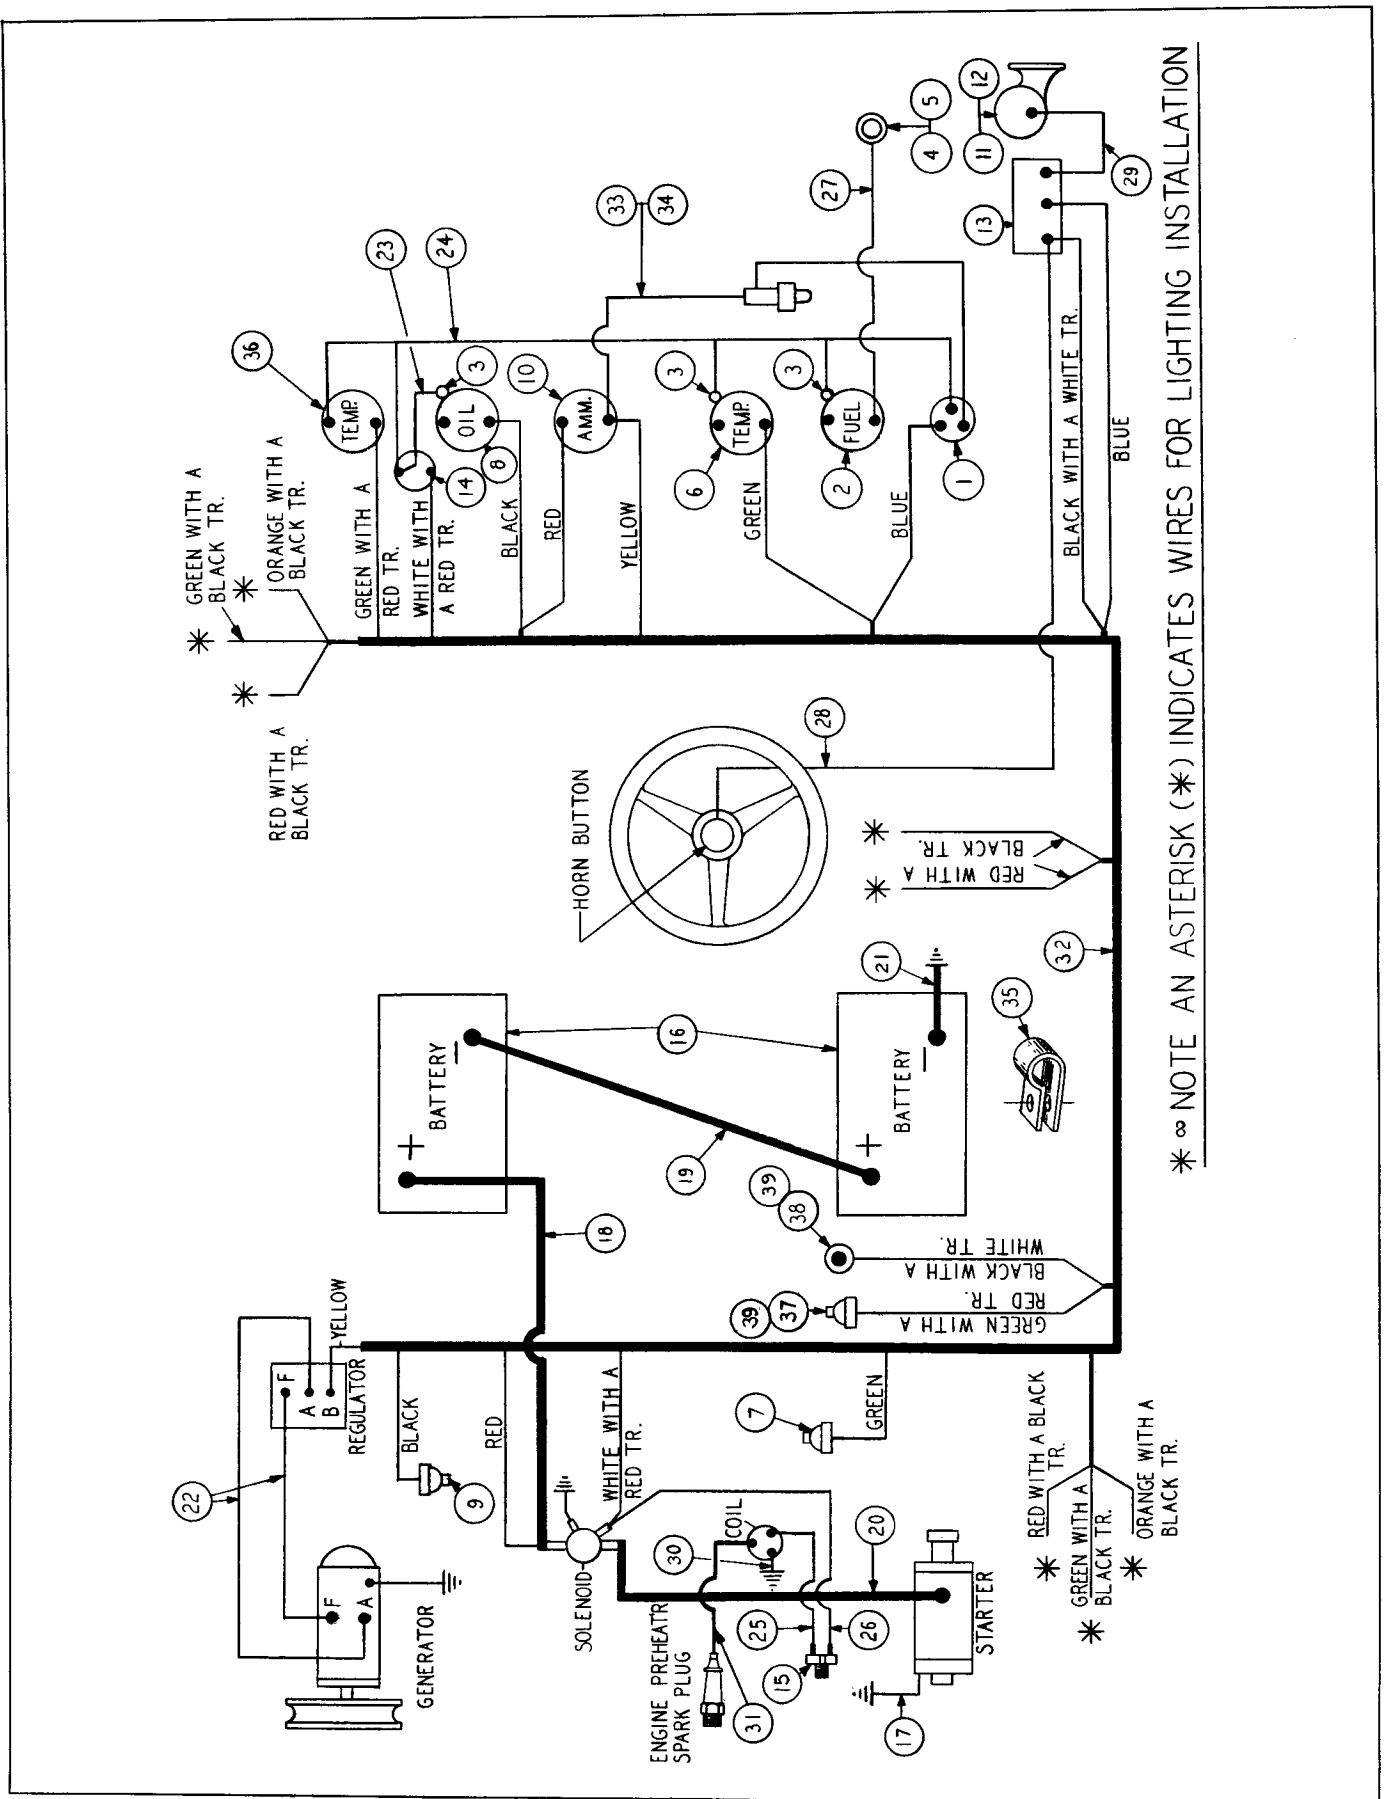 GENERATOR
F
A
22
REGULATOR
F
A
B
YELLOW
BLACK
9
RED
18
SOLENOID
WHITE WITH A
RED TR.
ENGINE PREHEAT'R
SPARK PLUG
31
30
COIL
25
26
15
20
17
STARTER
7
GREEN
39
37
GREEN WITH A
RED TR.
39
38
BLACK WITH A
WHITE TR.
RED WITH A BLACK
TR.
GREEN WITH A
BLACK TR.
ORANGE WITH A
BLACK TR.
* * *
+
BATTERY
–
16
19
+
BATTERY
–
21
35
32
RED WITH A
BLACK TR.
* *
HORN BUTTON
28
RED WITH A
BLACK TR.
GREEN WITH A
BLACK TR.
ORANGE WITH A
BLACK TR.
* * *
GREEN WITH A
RED TR.
WHITE WITH
A RED TR.
BLACK
RED
YELLOW
GREEN
BLUE
BLACK WITH A WHITE TR.
BLUE
36
TEMP.
14
8
OIL
3
23
24
10
AMM.
33
34
6
TEMP.
3
2
FUEL
3
27
4
5
1
13
11
12
29
* ∞ NOTE AN ASTERISK (*) INDICATES WIRES FOR LIGHTING INSTALLATION